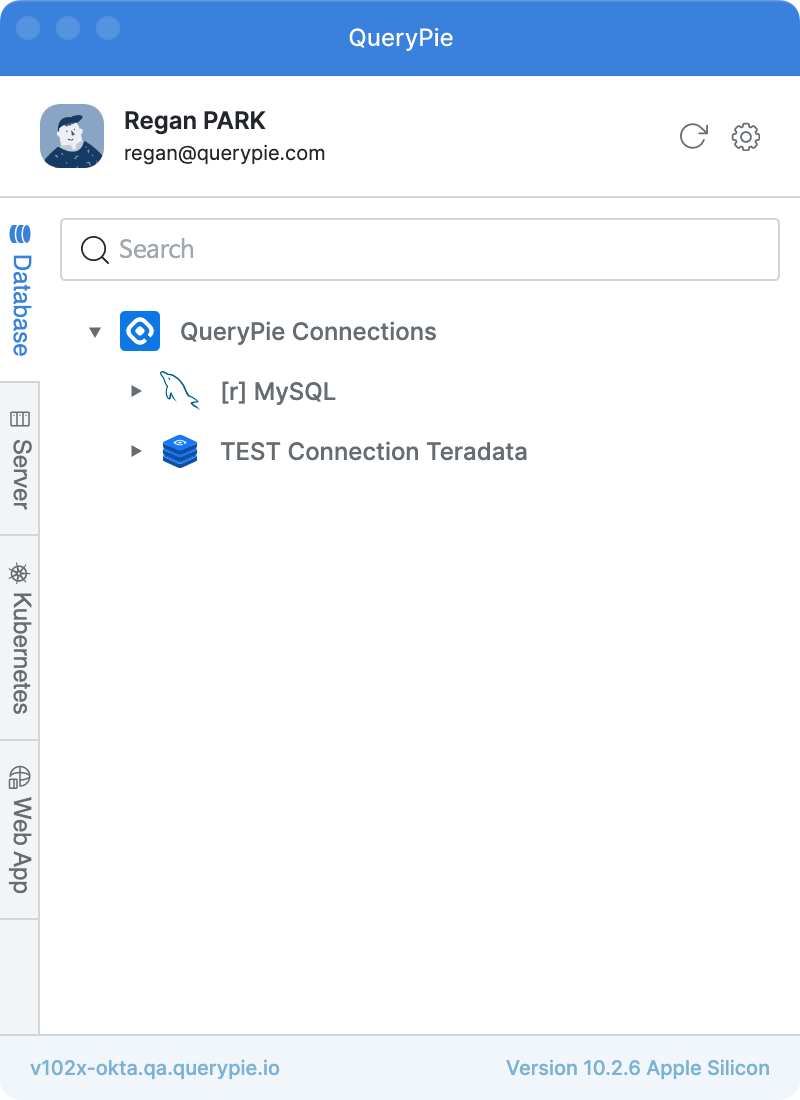 QueryPie
Regan PARK
regan@querypie.com
Search
Database
Server
Kubernetes
Web App
QueryPie Connections
[r] MySQL
TEST Connection Teradata
v102x-okta.qa.querypie.io
Version 10.2.6 Apple Silicon